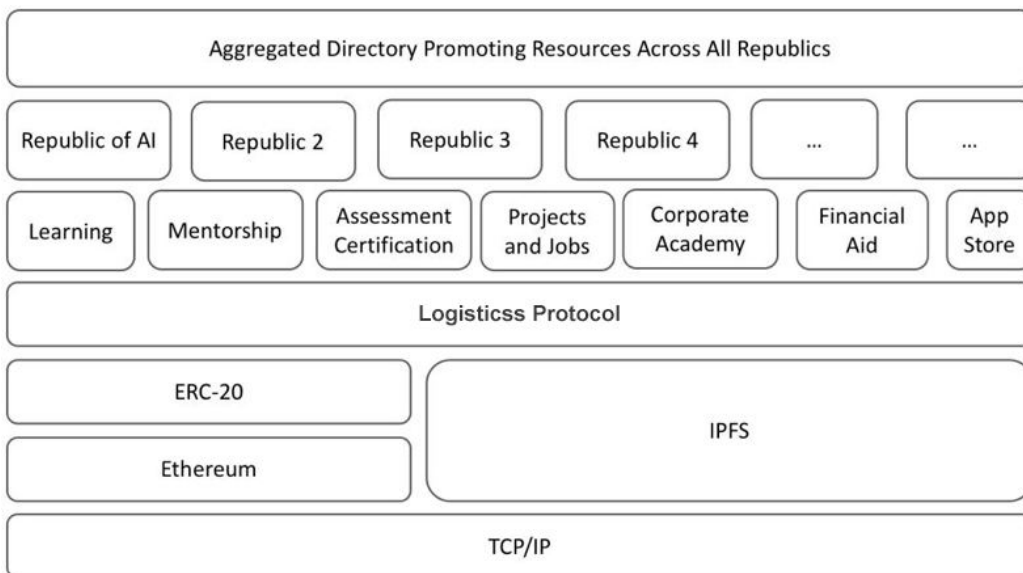 Aggregated Directory Promoting Resources Across All Republics
Republic of AI
Republic 2
Republic 3
Republic 4
...
...
Learning
Mentorship
Assessment
Certification
Projects
and Jobs
Corporate
Academy
Financial
Aid
App
Store
Logisticss Protocol
ERC-20
IPFS
Ethereum
TCP/IP